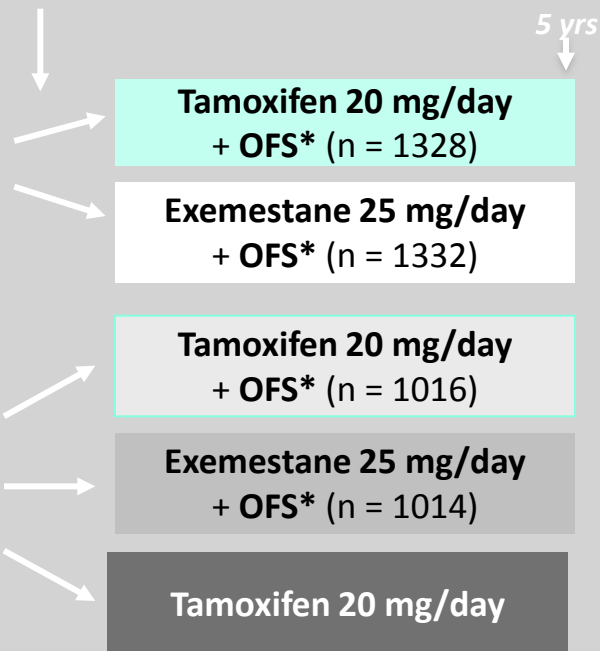 5 yrs
Tamoxifen 20 mg/day
+ OFS* (n = 1328)
Exemestane 25 mg/day
+ OFS* (n = 1332)
Tamoxifen 20 mg/day
+ OFS* (n = 1016)
Exemestane 25 mg/day
+ OFS* (n = 1014)
Tamoxifen 20 mg/day